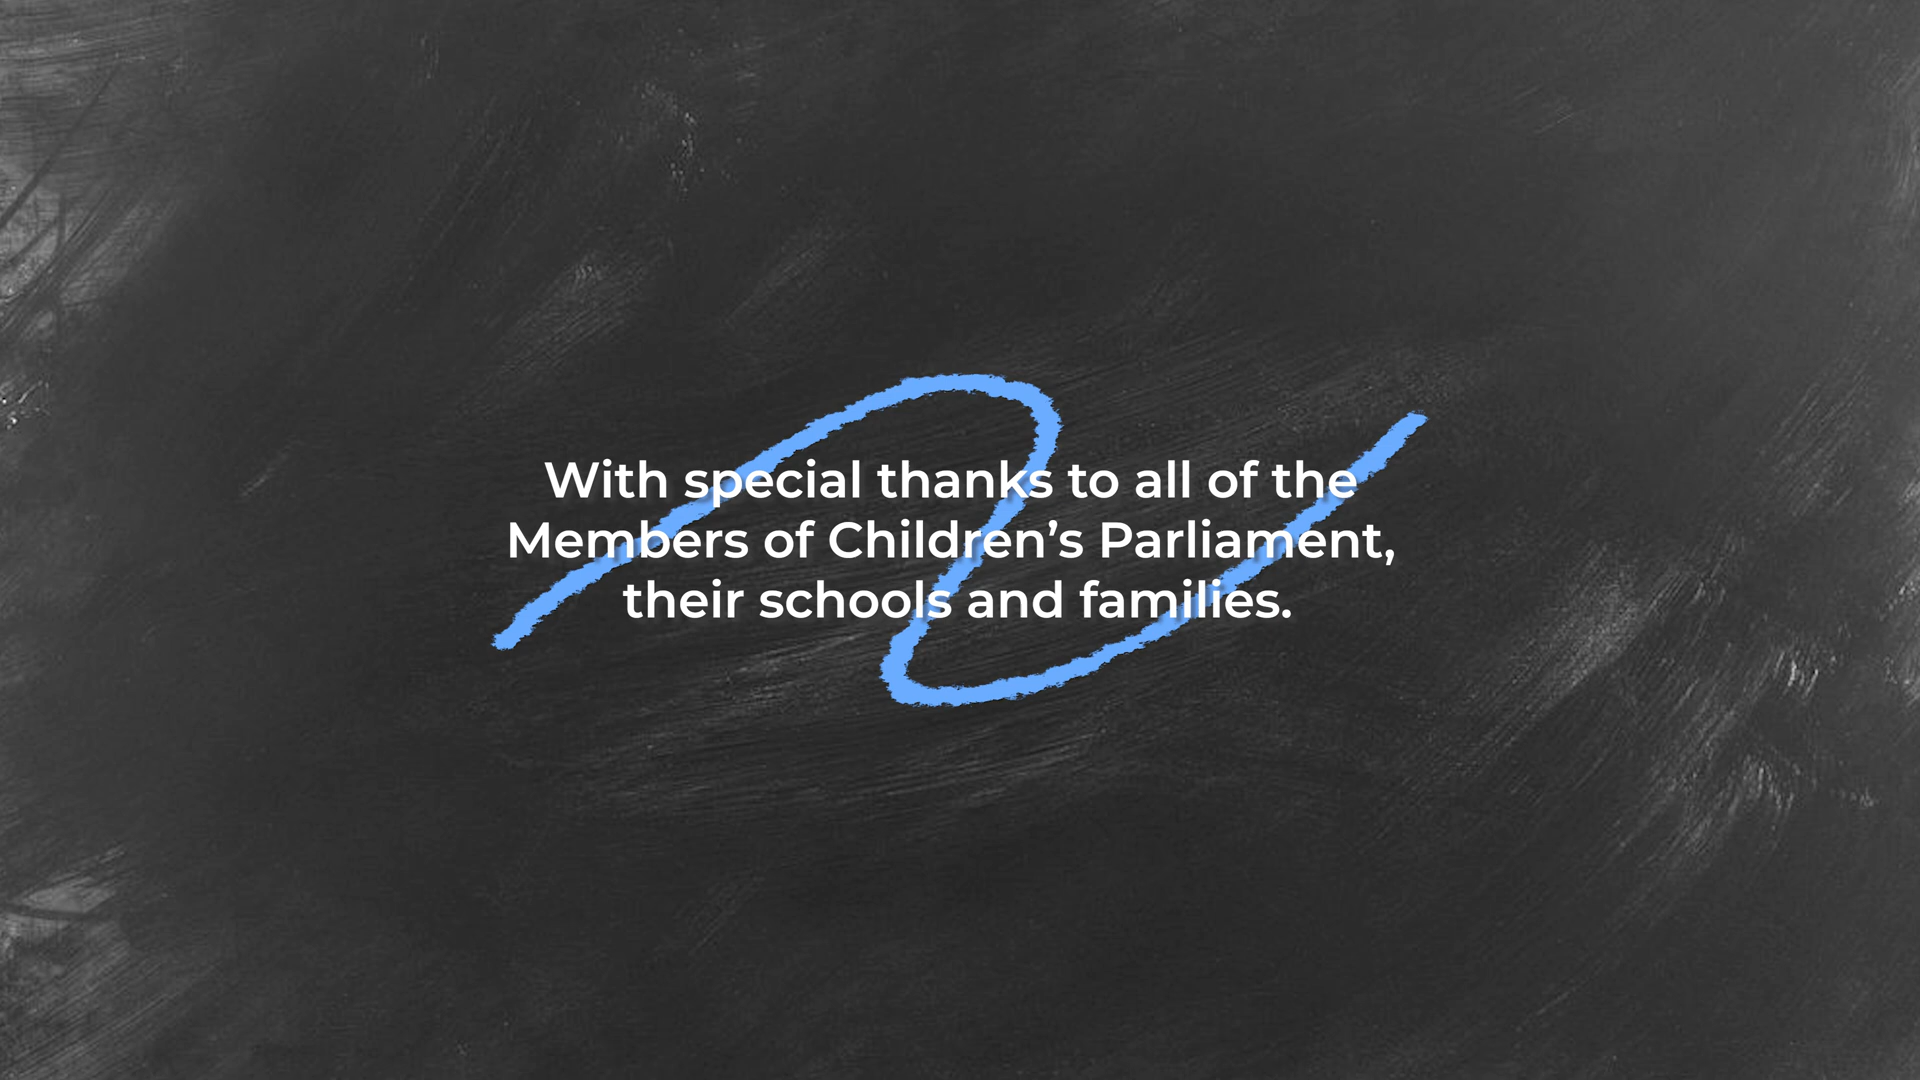 With special thanks to all of the
Members of Children’s Parliament,
their schools and families.